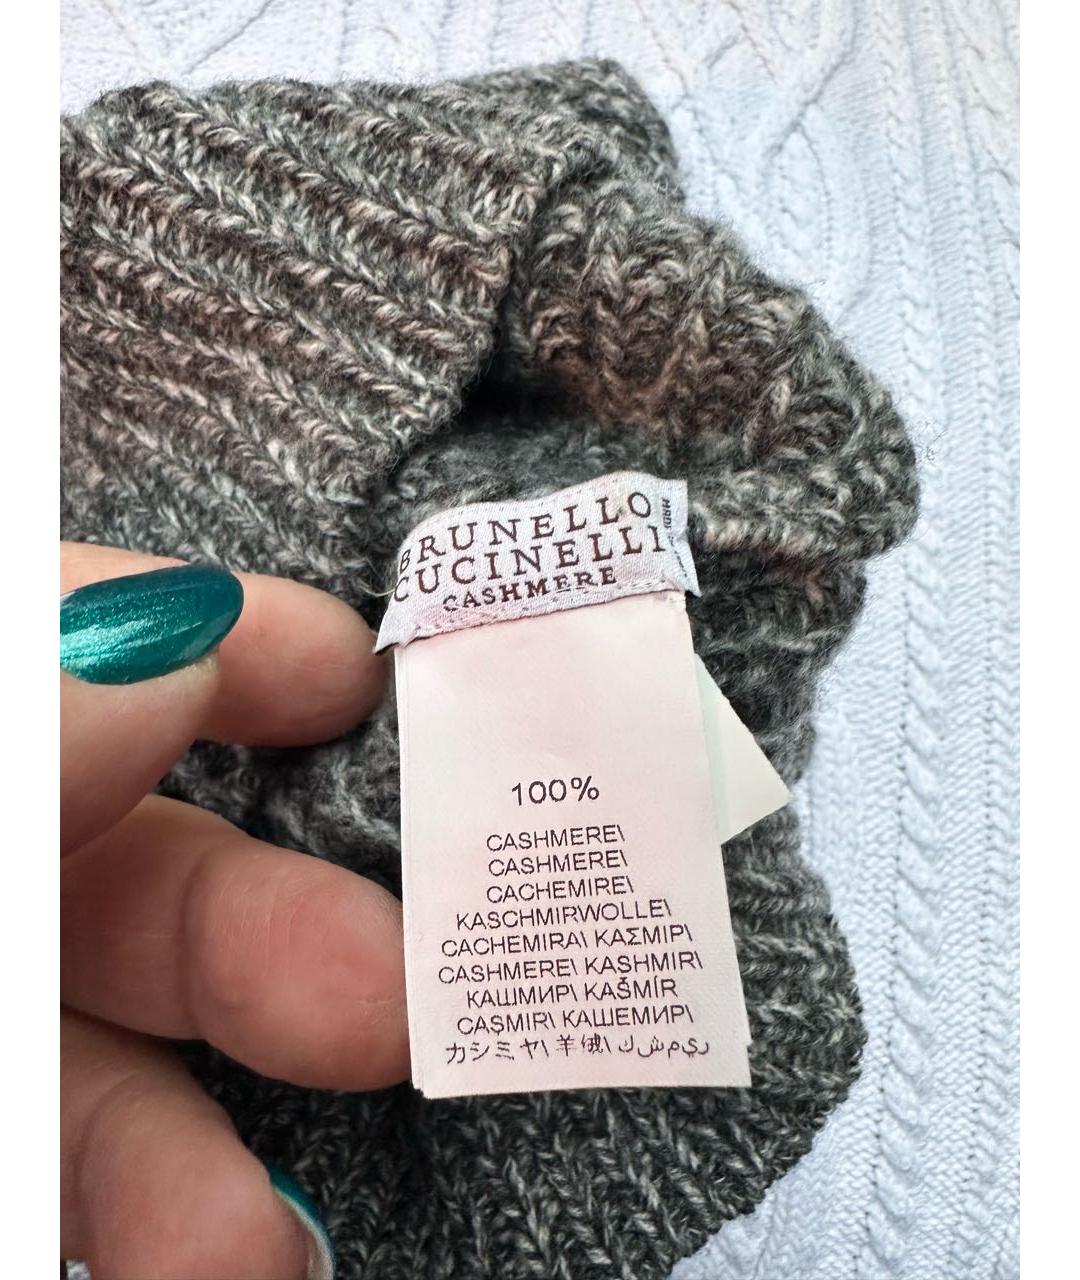 BRUNELLO
CUCINELLI
CASHMERE
100%
CASHMERE\
CASHMERE\
CACHEMIRE\
KASCHMIRWOLLE\
CACHEMIRA\ ΚΑΣΜΙΡ\
CASHMERE\ KASHMIR\
КАШМИР\ KAŠMÍR
CAȘMIR\ КАШЕМИР\
カシミヤ\ 羊绒\ كشمير